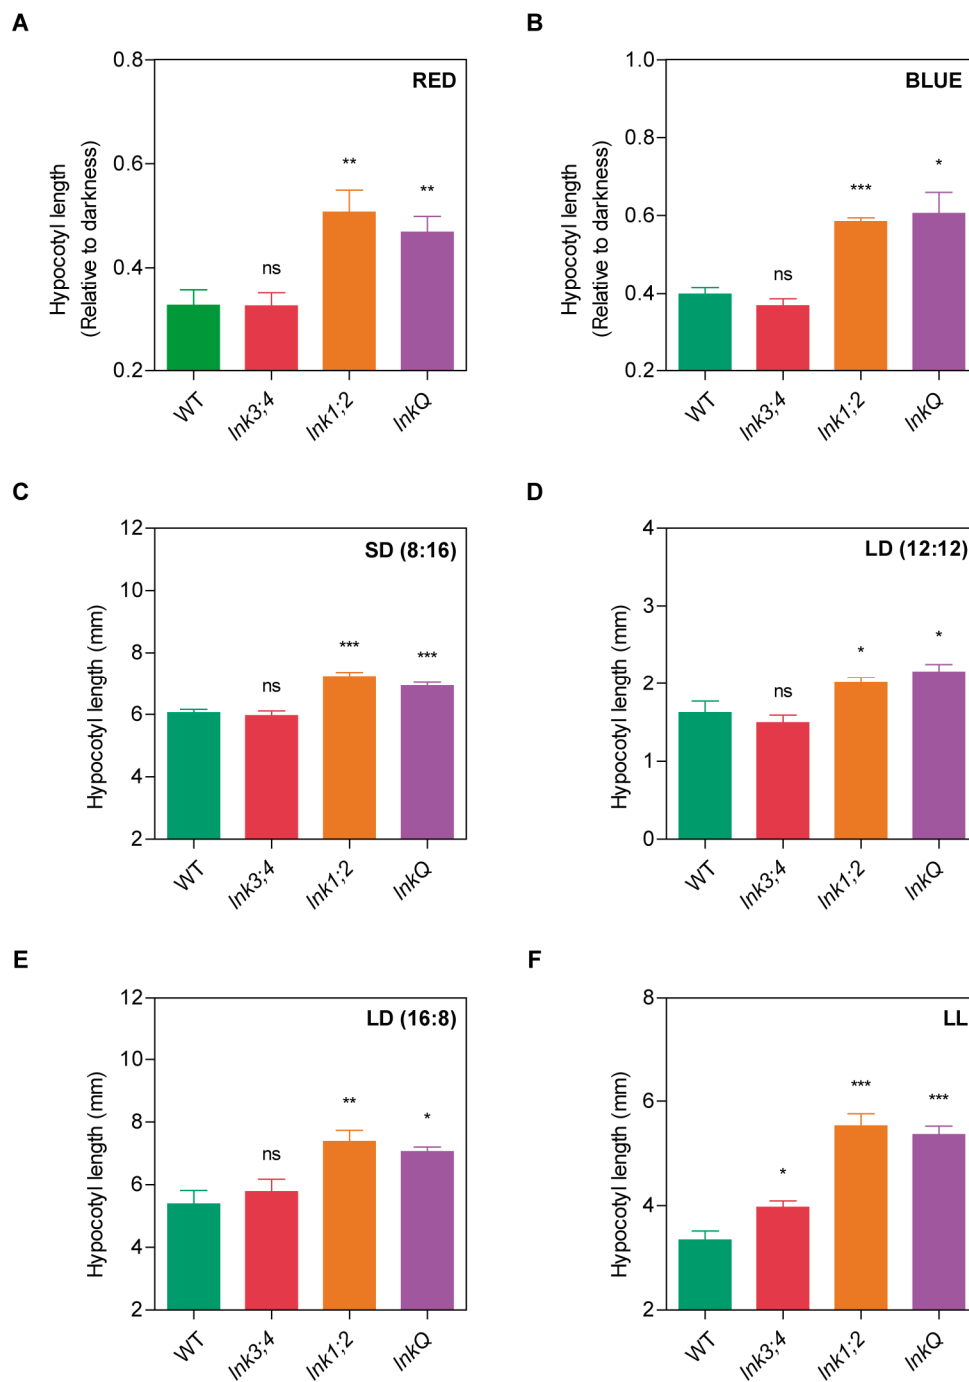 A
RED
Hypocotyl length
(Relative to darkness)
0.8
0.6
0.4
0.2
ns
**
**
WT
lnk3;4
lnk1;2
lnkQ
B
BLUE
Hypocotyl length
(Relative to darkness)
1.0
0.8
0.6
0.4
0.2
ns
***
*
WT
lnk3;4
lnk1;2
lnkQ
C
SD (8:16)
Hypocotyl length (mm)
12
10
8
6
4
2
ns
***
***
WT
lnk3;4
lnk1;2
lnkQ
D
LD (12:12)
Hypocotyl length (mm)
4
3
2
1
0
ns
*
*
WT
lnk3;4
lnk1;2
lnkQ
E
LD (16:8)
Hypocotyl length (mm)
12
10
8
6
4
2
ns
**
*
WT
lnk3;4
lnk1;2
lnkQ
F
LL
Hypocotyl length (mm)
8
6
4
2
*
***
***
WT
lnk3;4
lnk1;2
lnkQ